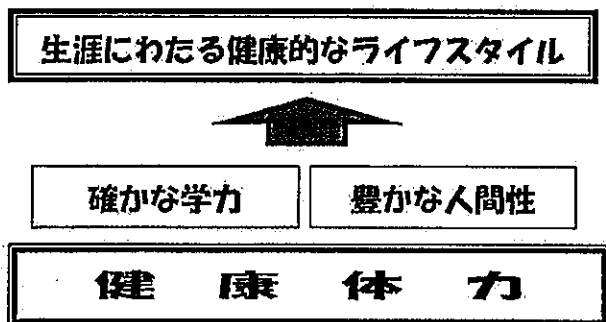 生涯にわたる健康的なライフスタイル
確かな学力
豊かな人間性
健康体力